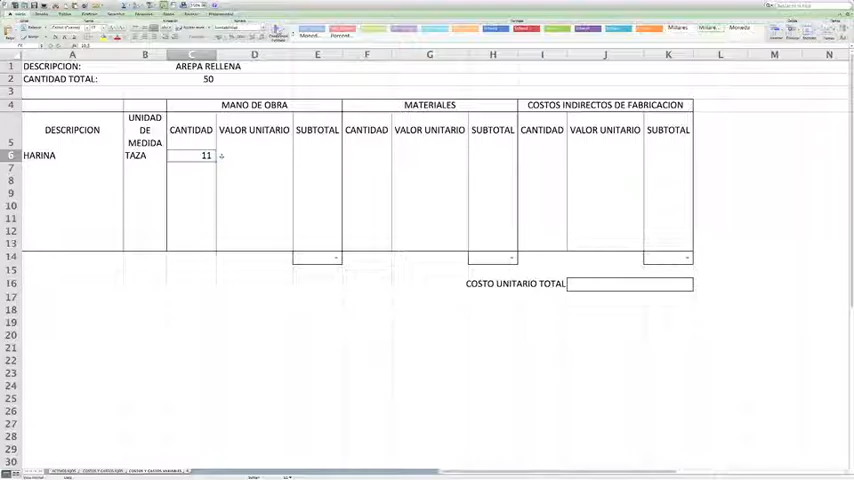 Millares
Millares
Moneda
A B C D E F G H I J K L M N
1 DESCRIPCION: AREPA RELLENA
2 CANTIDAD TOTAL: 50
3
4 MANO DE OBRA MATERIALES COSTOS INDIRECTOS DE FABRICACION
5 DESCRIPCION UNIDAD DE MEDIDA CANTIDAD VALOR UNITARIO SUBTOTAL CANTIDAD VALOR UNITARIO SUBTOTAL CANTIDAD VALOR UNITARIO SUBTOTAL
6 HARINA TAZA 11
7
8
9
10
11
12
13
14 - - -
15
16 COSTO UNITARIO TOTAL
17
18
19
20
21
22
23
24
25
26
27
28
29
30